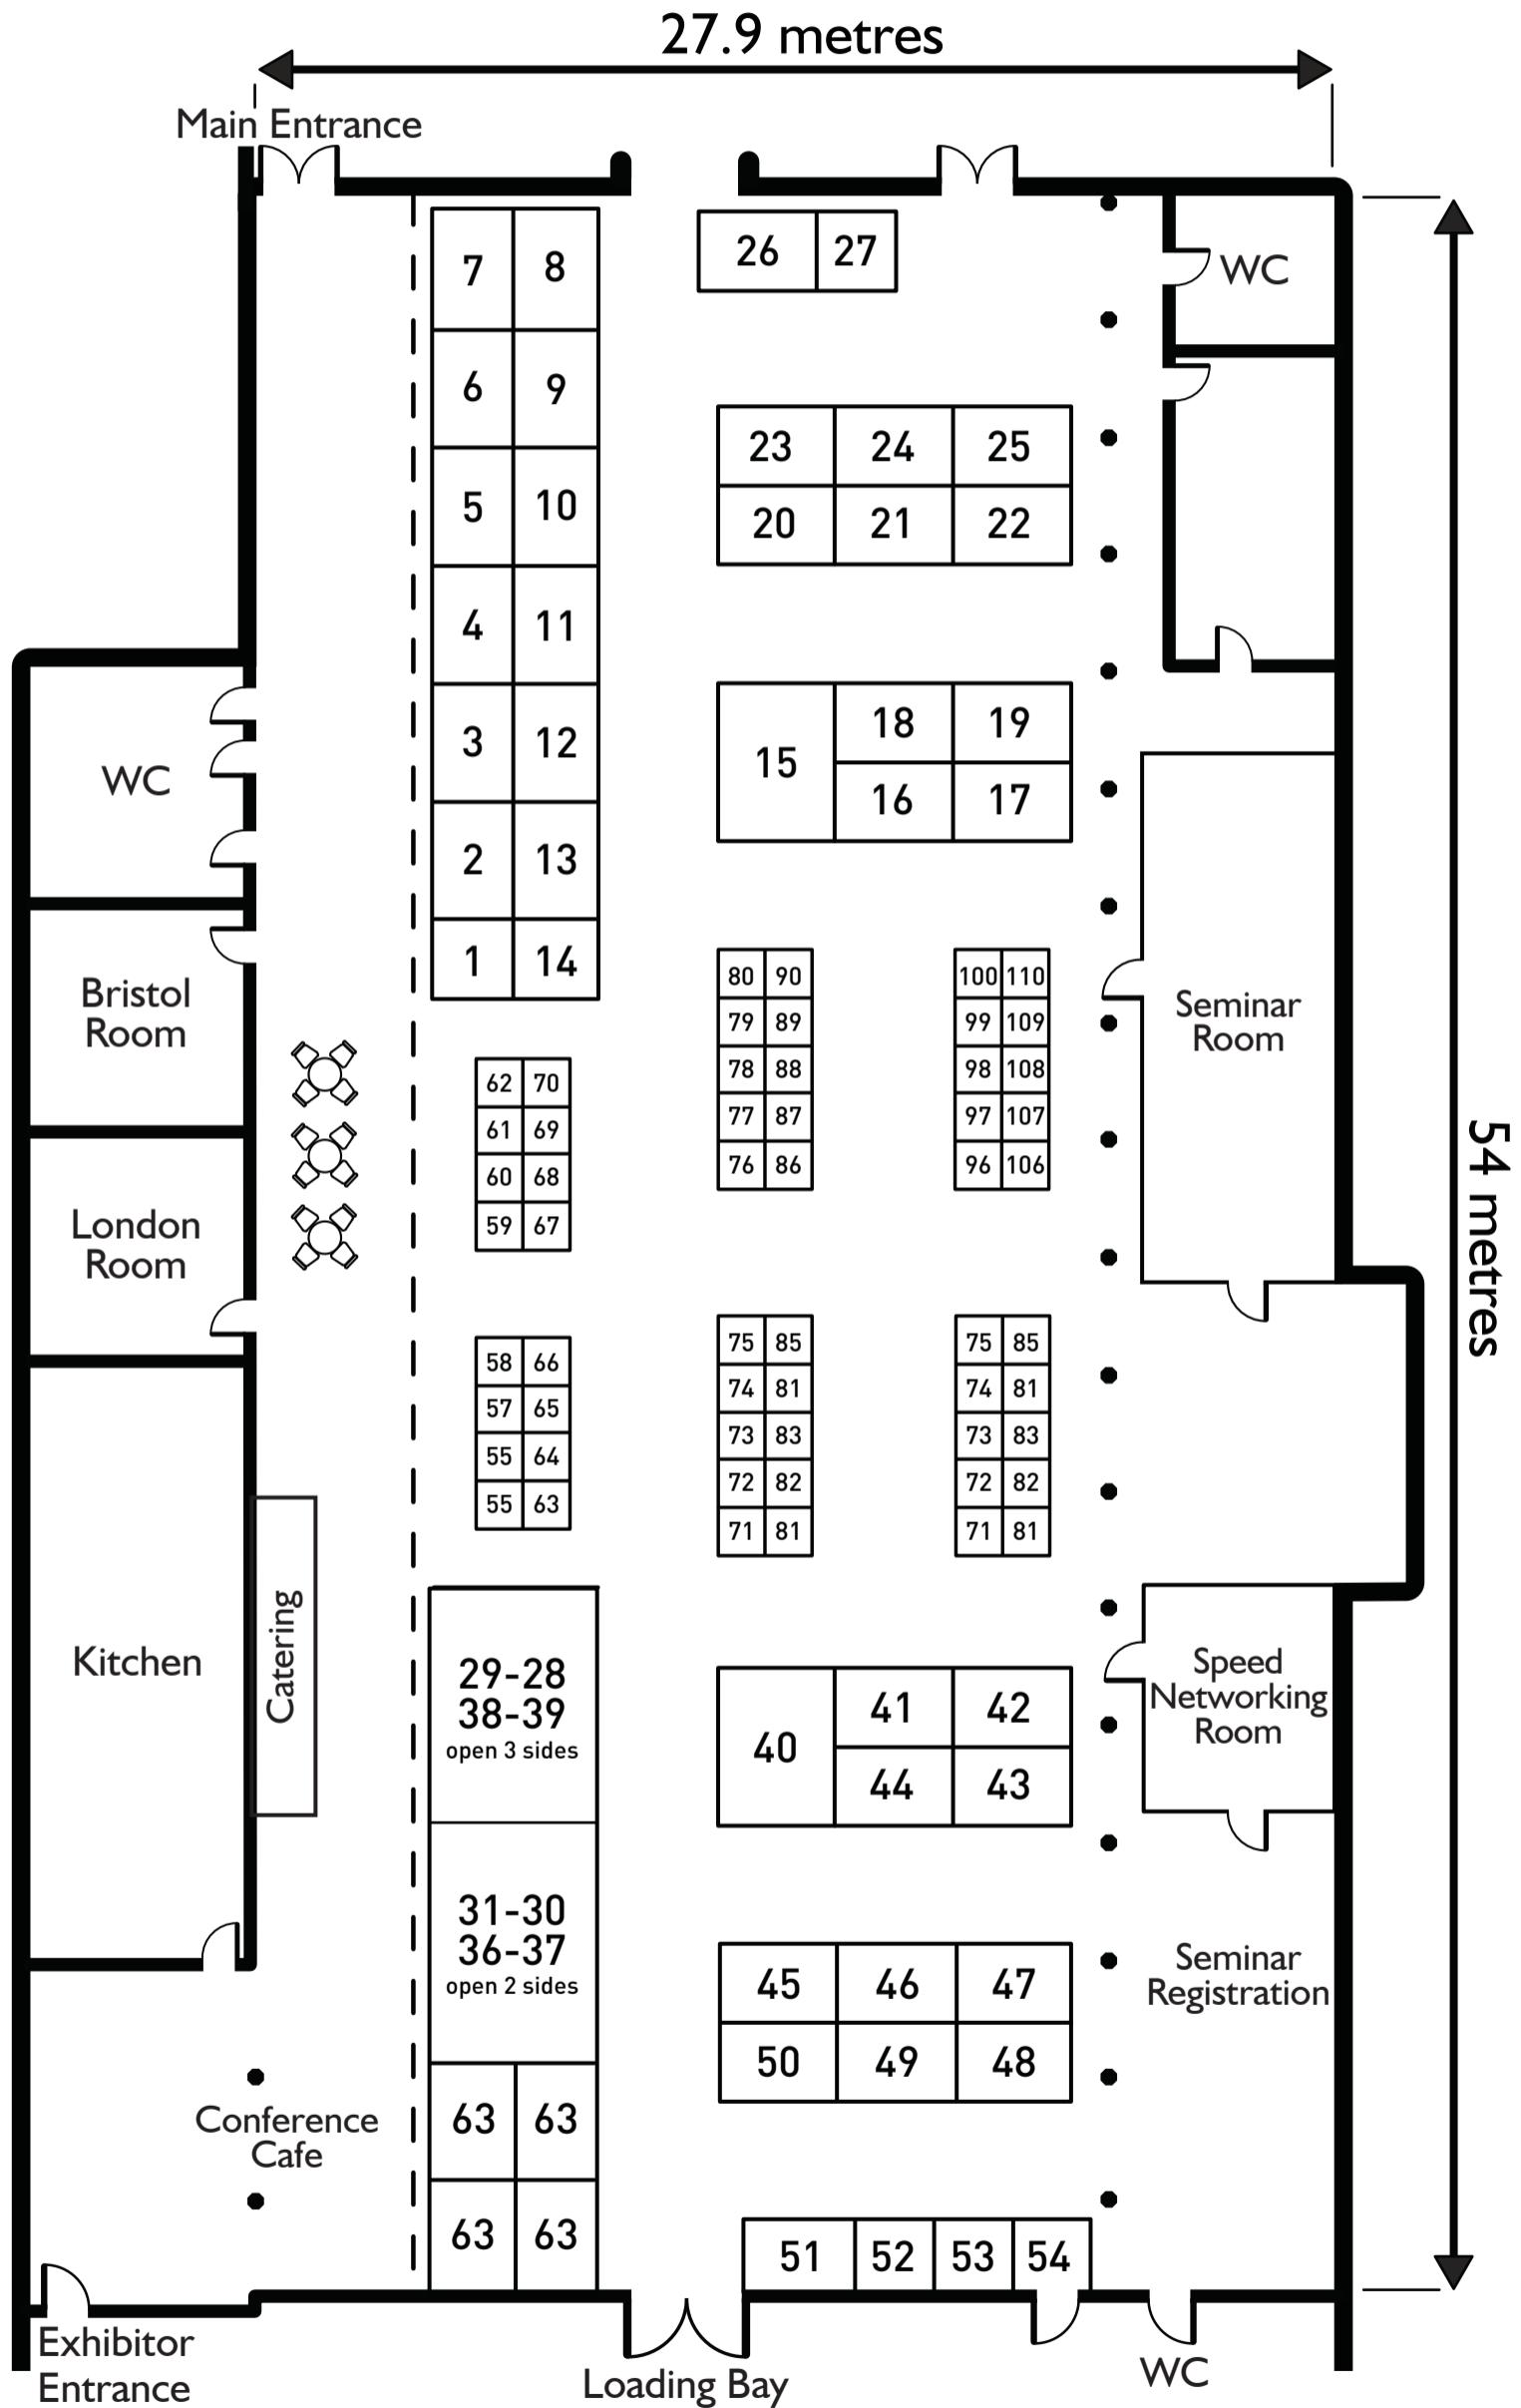 27.9 metres
Main Entrance
7 8
6 9
5 10
4 11
3 12
2 13
1 14
26 27
23 24 25
20 21 22
15
18 19
16 17
WC
54 metres
WC
Bristol
Room
London
Room
Kitchen
Catering
62 70
61 69
60 68
59 67
58 66
57 65
55 64
55 63
80 90
79 89
78 88
77 87
76 86
100 110
99 109
98 108
97 107
96 106
75 85
74 81
73 83
72 82
71 81
75 85
74 81
73 83
72 82
71 81
Seminar
Room
29-28
38-39
open 3 sides
31-30
36-37
open 2 sides
63 63
63 63
40
41 42
44 43
45 46 47
50 49 48
51 52 53 54
Speed
Networking
Room
Seminar
Registration
Conference
Cafe
Exhibitor
Entrance
Loading Bay
WC